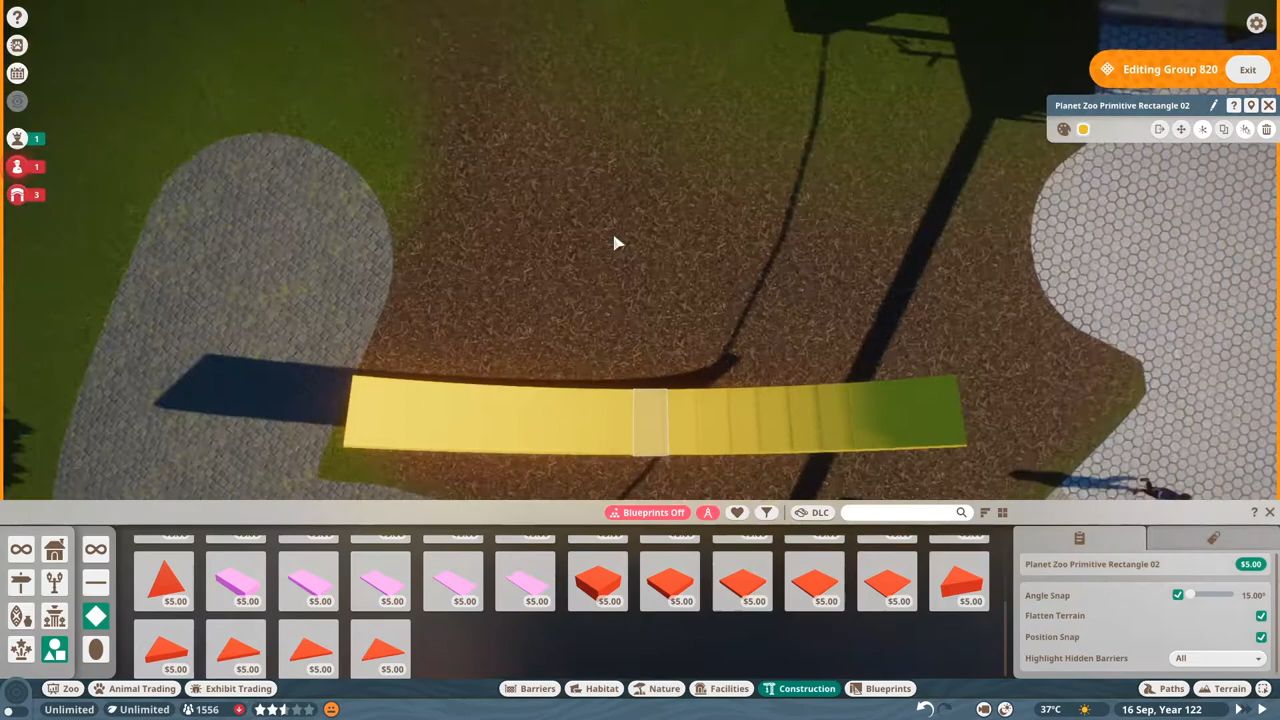 ?
Editing Group 820
Exit
Planet Zoo Primitive Rectangle 02
?
1
1
3
Blueprints Off
DLC
?
$5.00 $5.00 $5.00 $5.00 $5.00 $5.00 $5.00 $5.00 $5.00 $5.00 $5.00 $5.00
$5.00 $5.00 $5.00 $5.00
Planet Zoo Primitive Rectangle 02 $5.00
Angle Snap 15.00°
Flatten Terrain
Position Snap
Highlight Hidden Barriers All
Zoo Animal Trading Exhibit Trading Barriers Habitat Nature Facilities Construction Blueprints Paths Terrain
Unlimited Unlimited 1556 37°C 16 Sep, Year 122